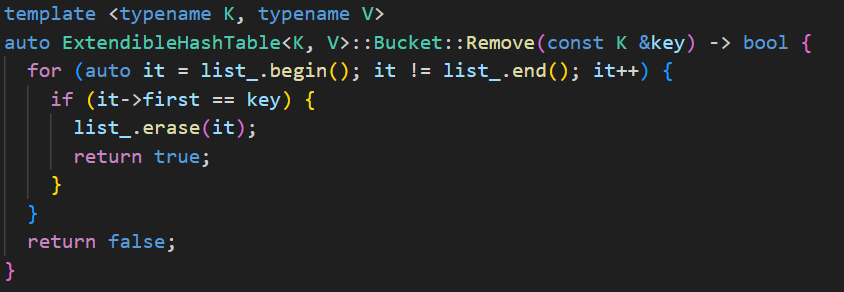 template <typename K, typename V>
auto ExtendibleHashTable<K, V>::Bucket::Remove(const K &key) -> bool {
  for (auto it = list_.begin(); it != list_.end(); it++) {
    if (it->first == key) {
      list_.erase(it);
      return true;
    }
  }
  return false;
}